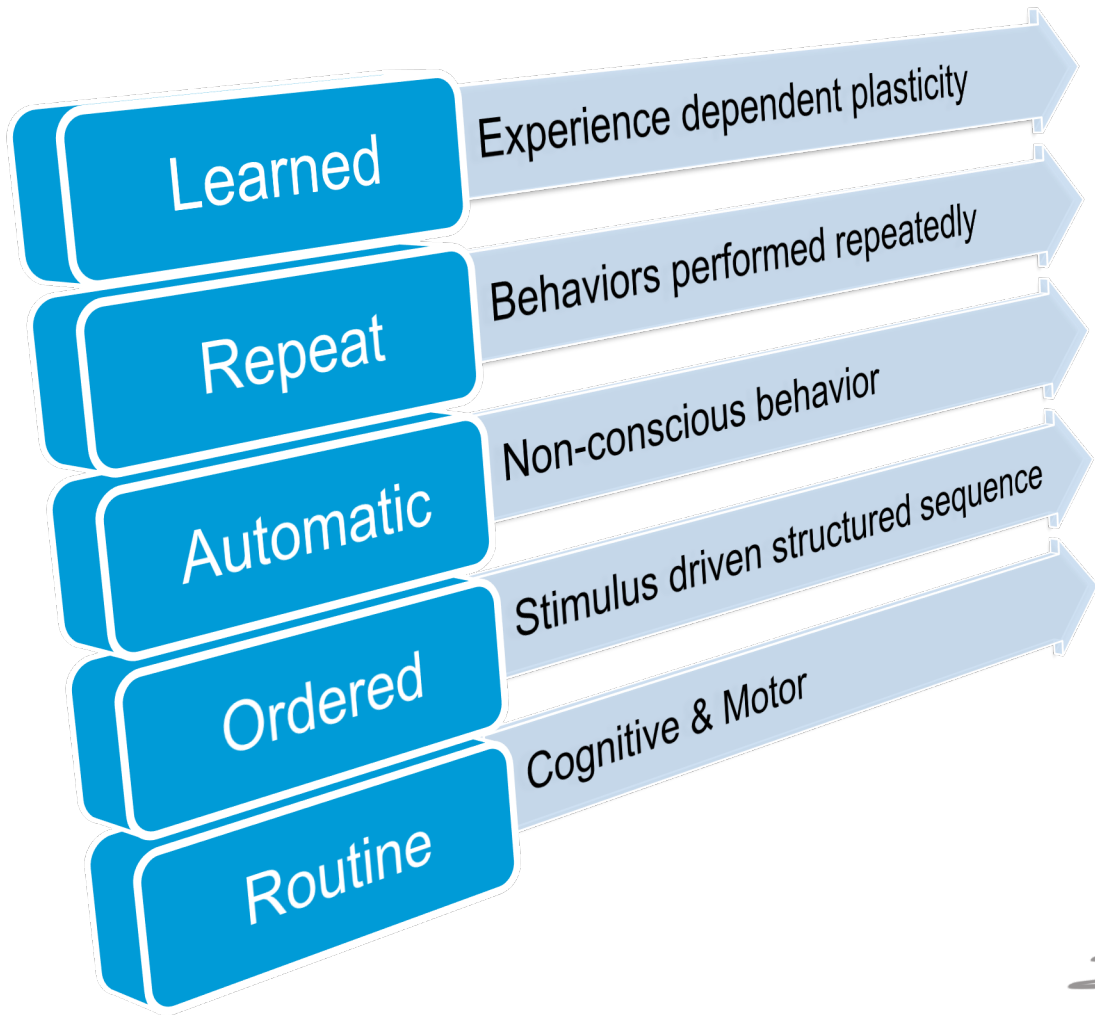 Learned
Experience dependent plasticity
Repeat
Behaviors performed repeatedly
Automatic
Non-conscious behavior
Ordered
Stimulus driven structured sequence
Routine
Cognitive & Motor